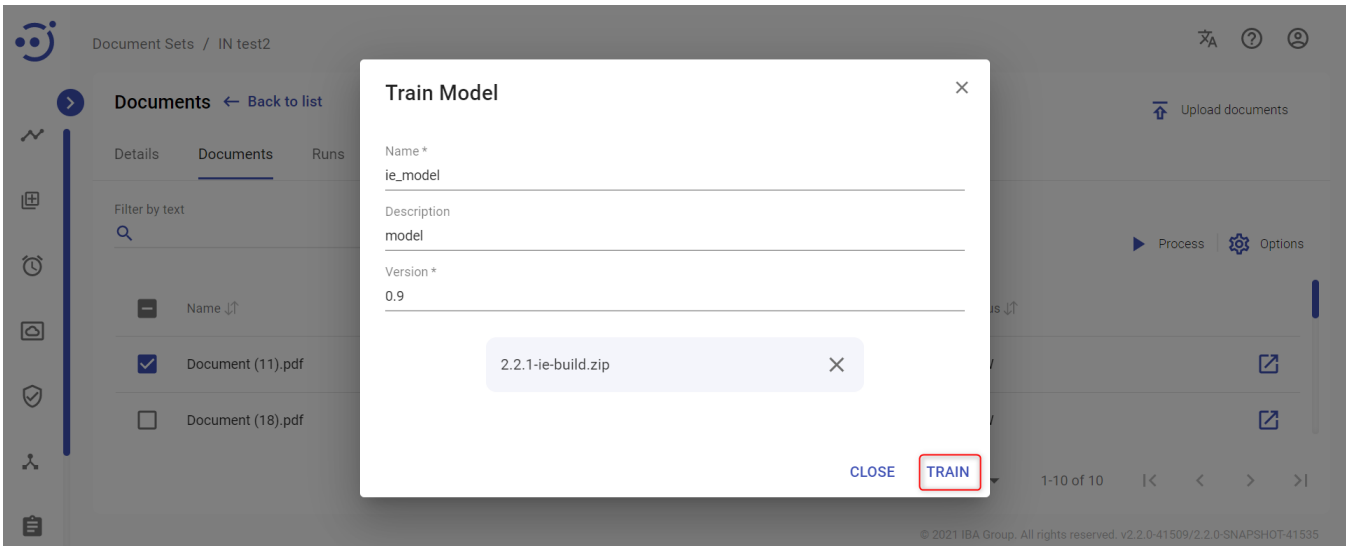 Document Sets / IN test2
Documents ← Back to list
Upload documents
Details Documents Runs
Filter by text
Process Options
Name
us
Document (11).pdf
Document (18).pdf
1-10 of 10
Train Model
Name *
ie_model
Description
model
Version *
0.9
2.2.1-ie-build.zip
CLOSE TRAIN
© 2021 IBA Group. All rights reserved. v2.2.0-41509/2.2.0-SNAPSHOT-41535